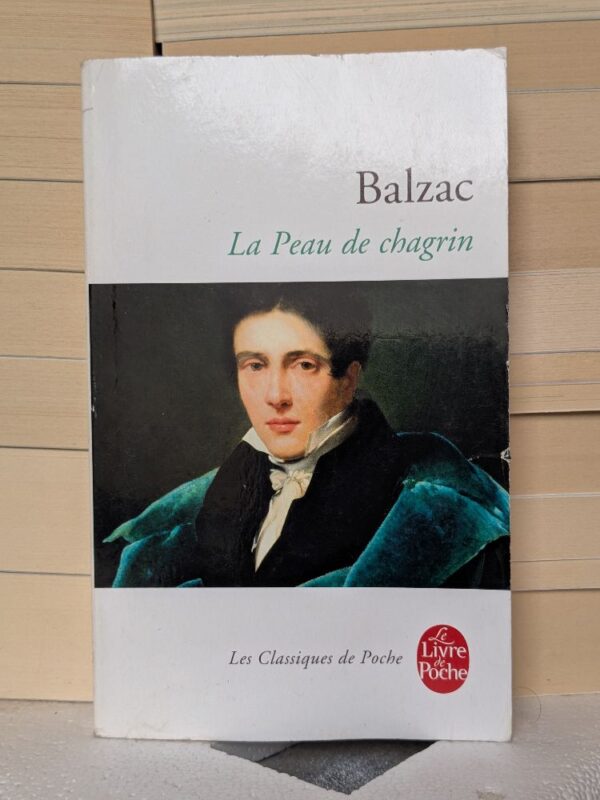 Balzac
La Peau de chagrin
Les Classiques de Poche
Le
Livre
de
Poche